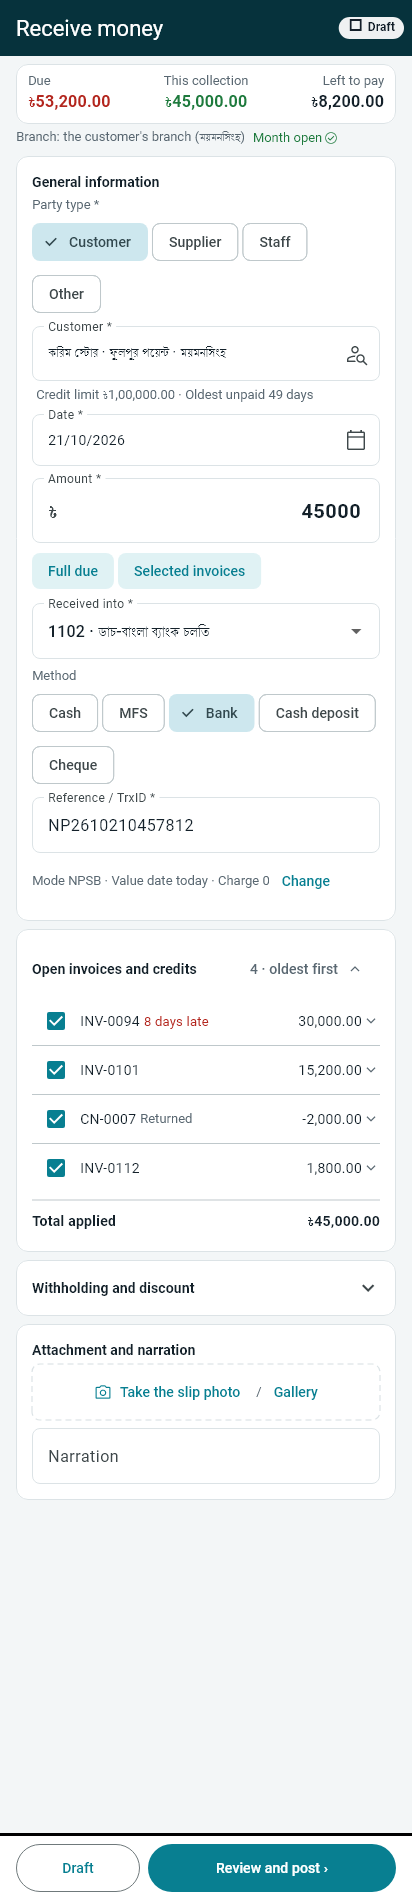 Receive money
Draft
Due This collection Left to pay
৳53,200.00 ৳45,000.00 ৳8,200.00
Branch: the customer's branch (ময়মনসিংহ) Month open
General information
Party type *
Customer Supplier Staff
Other
Customer *
করিম স্টোর · ফুলপুর পয়েন্ট · ময়মনসিংহ
Credit limit ৳1,00,000.00 · Oldest unpaid 49 days
Date *
21/10/2026
Amount *
৳ 45000
Full due Selected invoices
Received into *
1102 · ডাচ-বাংলা ব্যাংক চলতি
Method
Cash MFS Bank Cash deposit
Cheque
Reference / TrxID *
NP2610210457812
Mode NPSB · Value date today · Charge 0 Change
Open invoices and credits 4 · oldest first
INV-0094 8 days late 30,000.00
INV-0101 15,200.00
CN-0007 Returned -2,000.00
INV-0112 1,800.00
Total applied ৳45,000.00
Withholding and discount
Attachment and narration
Take the slip photo / Gallery
Narration
Draft Review and post ›